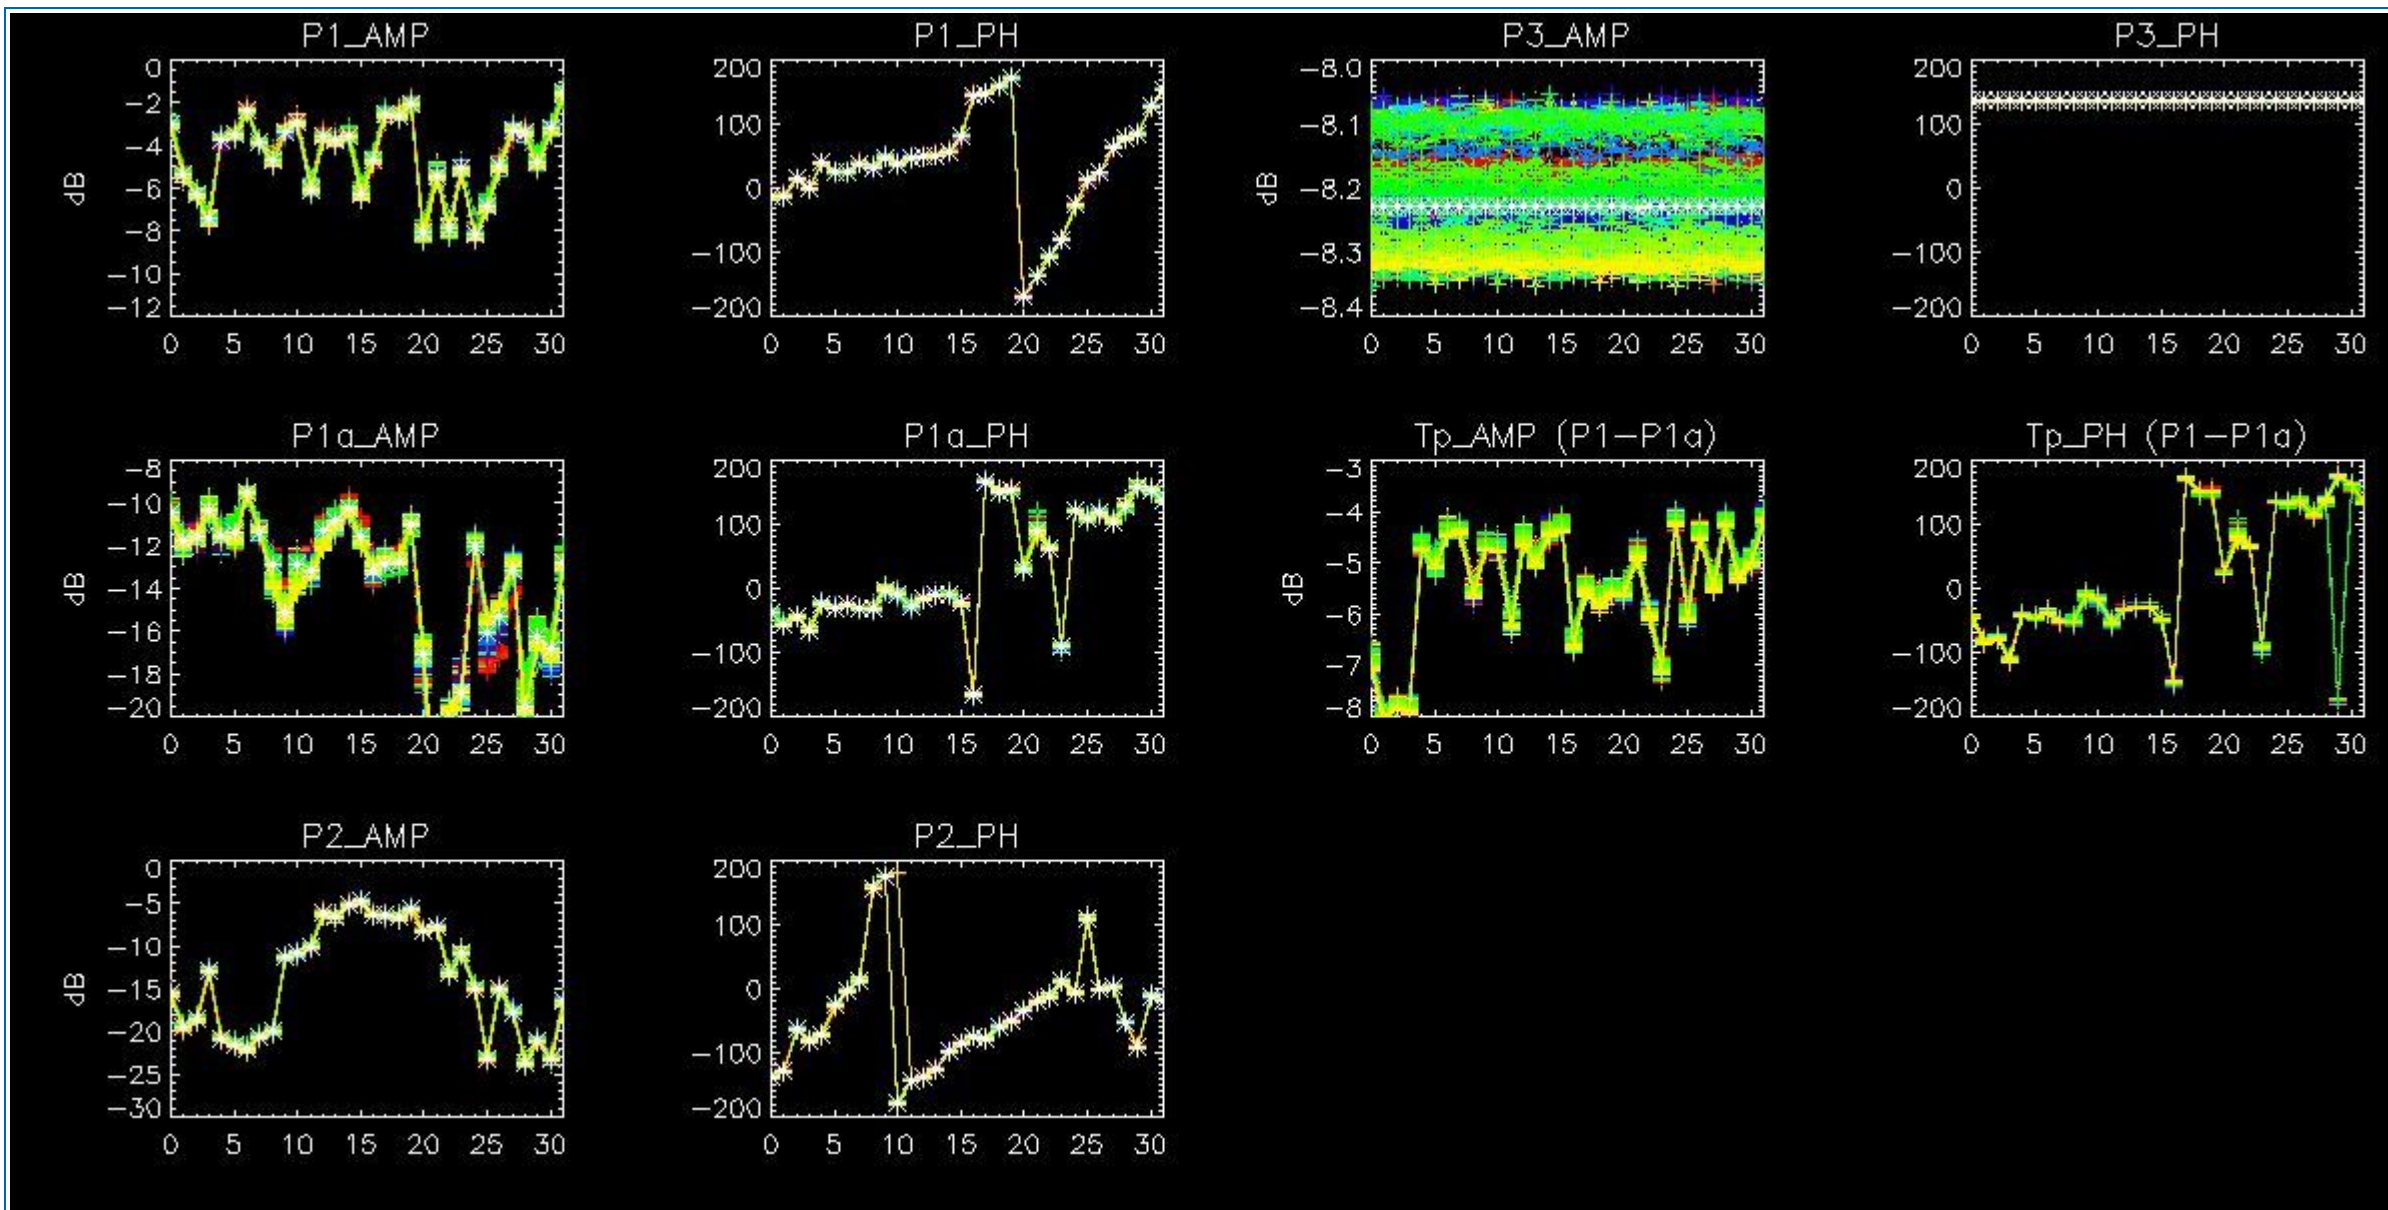 P1_AMP
0
−2
−4
−6
−8
−10
−12
dB
0 5 10 15 20 25 30
P1_PH
200
100
0
−100
−200
0 5 10 15 20 25 30
P3_AMP
−8.0
−8.1
−8.2
−8.3
−8.4
dB
0 5 10 15 20 25 30
P3_PH
200
100
0
−100
−200
0 5 10 15 20 25 30
P1a_AMP
−8
−10
−12
−14
−16
−18
−20
dB
0 5 10 15 20 25 30
P1a_PH
200
100
0
−100
−200
0 5 10 15 20 25 30
Tp_AMP (P1−P1a)
−3
−4
−5
−6
−7
−8
dB
0 5 10 15 20 25 30
Tp_PH (P1−P1a)
200
100
0
−100
−200
0 5 10 15 20 25 30
P2_AMP
0
−5
−10
−15
−20
−25
−30
dB
0 5 10 15 20 25 30
P2_PH
200
100
0
−100
−200
0 5 10 15 20 25 30